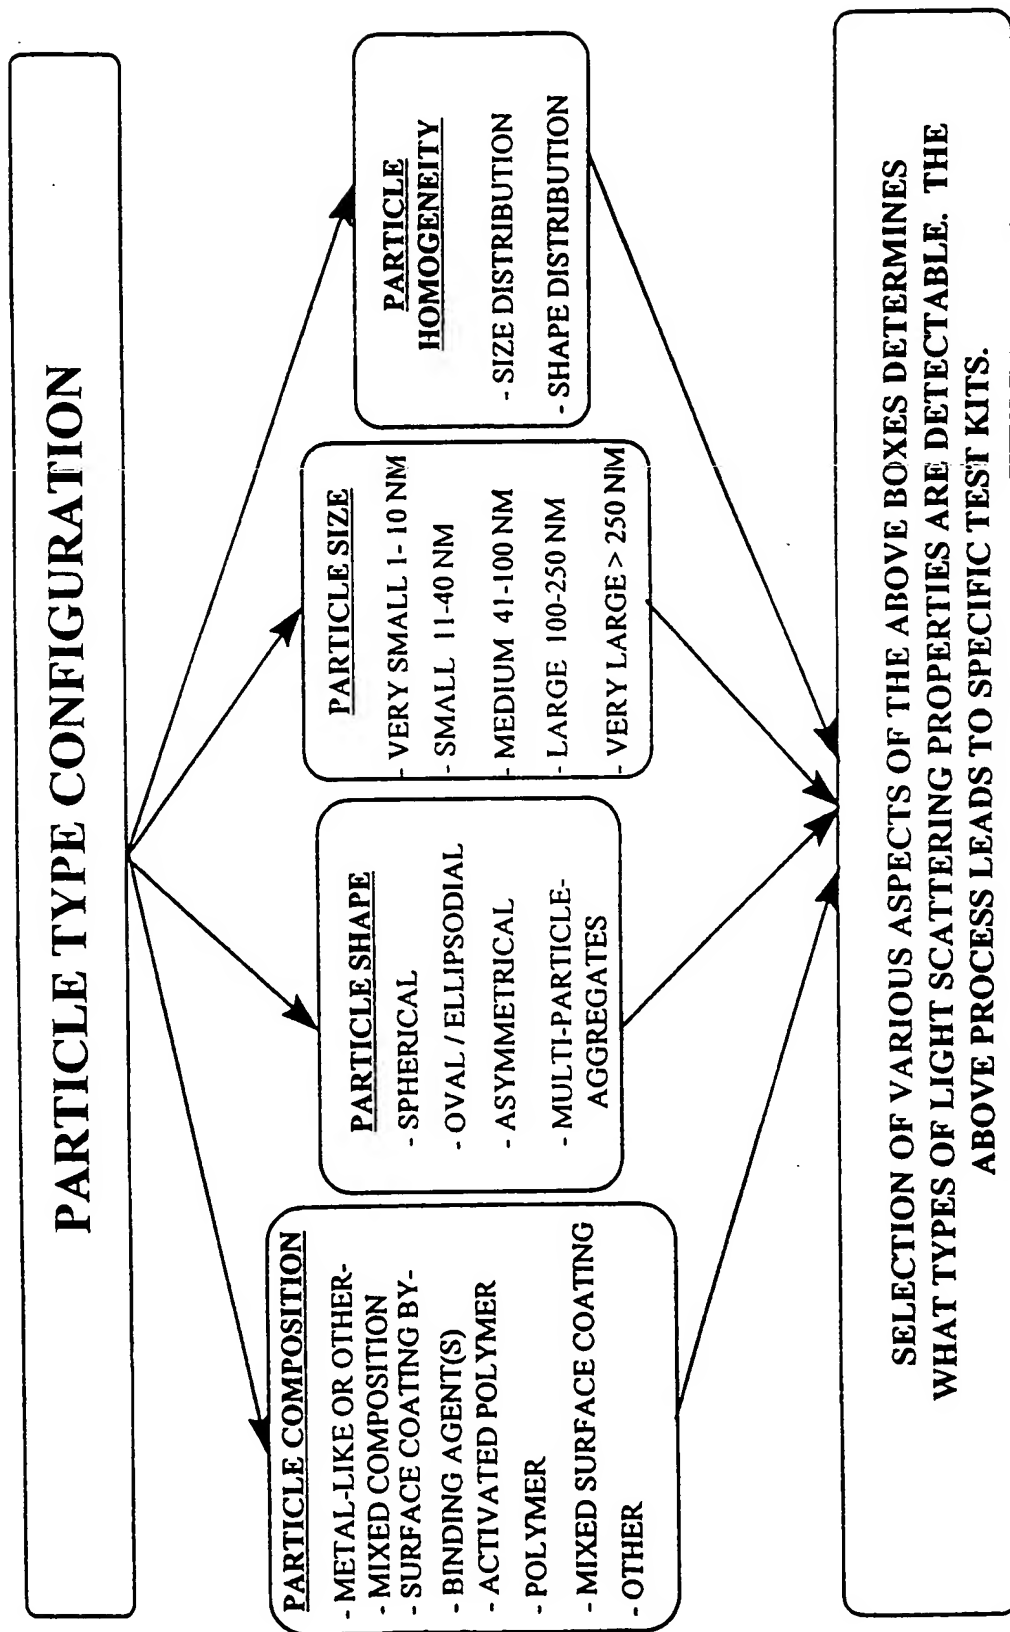 PARTICLE TYPE CONFIGURATION
PARTICLE COMPOSITION
- METAL-LIKE OR OTHER-
- MIXED COMPOSITION
- SURFACE COATING BY-
- BINDING AGENT(S)
- ACTIVATED POLYMER
- POLYMER
- MIXED SURFACE COATING
- OTHER
PARTICLE SHAPE
- SPHERICAL
- OVAL / ELLIPSODIAL
- ASYMMETRICAL
- MULTI-PARTICLE-
AGGREGATES
PARTICLE SIZE
- VERY SMALL 1- 10 NM
- SMALL 11-40 NM
- MEDIUM 41-100 NM
- LARGE 100-250 NM
- VERY LARGE > 250 NM
PARTICLE
HOMOGENEITY
- SIZE DISTRIBUTION
- SHAPE DISTRIBUTION
SELECTION OF VARIOUS ASPECTS OF THE ABOVE BOXES DETERMINES
WHAT TYPES OF LIGHT SCATTERING PROPERTIES ARE DETECTABLE. THE
ABOVE PROCESS LEADS TO SPECIFIC TEST KITS.